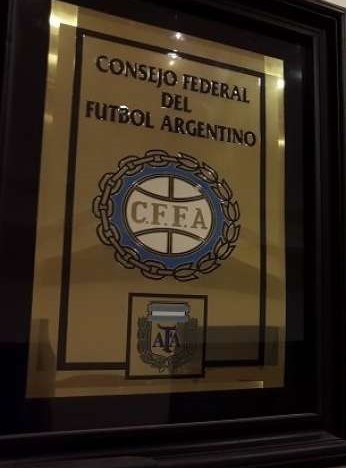 CONSEJO FEDERAL
DEL
FUTBOL ARGENTINO
C.F.F.A
AFA